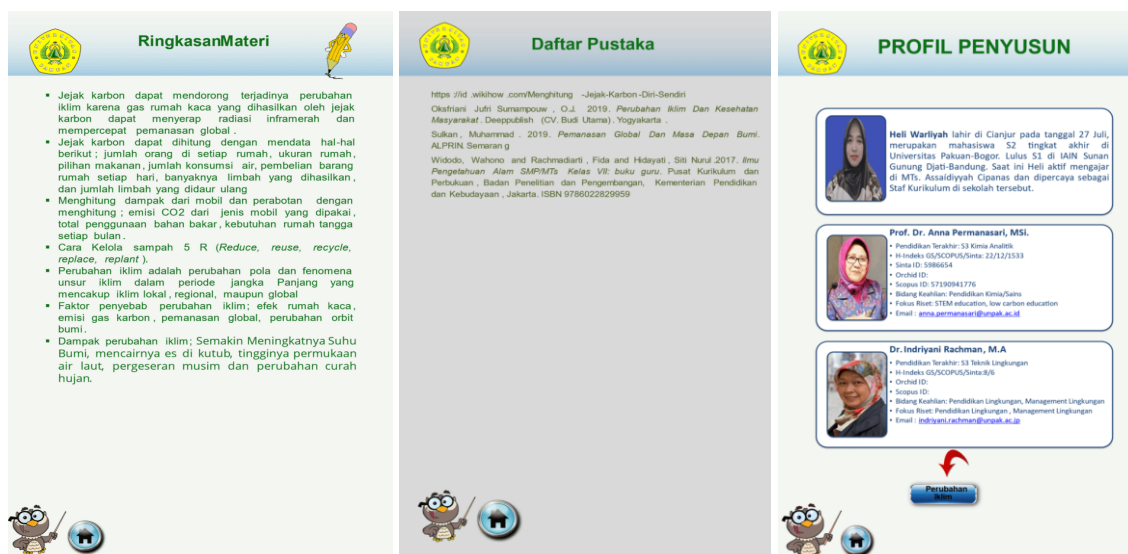 RingkasanMateri
▪ Jejak karbon dapat mendorong terjadinya perubahan
iklim karena gas rumah kaca yang dihasilkan oleh jejak
karbon dapat menyerap radiasi inframerah dan
mempercepat pemanasan global .
▪ Jejak karbon dapat dihitung dengan mendata hal-hal
berikut ; jumlah orang di setiap rumah, ukuran rumah,
pilihan makanan, jumlah konsumsi air, pembelian barang
rumah setiap hari, banyaknya limbah yang dihasilkan,
dan jumlah limbah yang didaur ulang
▪ Menghitung dampak dari mobil dan perabotan dengan
menghitung ; emisi CO2 dari jenis mobil yang dipakai,
total penggunaan bahan bakar, kebutuhan rumah tangga
setiap bulan .
▪ Cara Kelola sampah 5 R (Reduce, reuse, recycle,
replace, replant ).
▪ Perubahan iklim adalah perubahan pola dan fenomena
unsur iklim dalam periode jangka Panjang yang
mencakup iklim lokal , regional, maupun global
▪ Faktor penyebab perubahan iklim; efek rumah kaca,
emisi gas karbon , pemanasan global, perubahan orbit
bumi .
▪ Dampak perubahan iklim; Semakin Meningkatnya Suhu
Bumi, mencairnya es di kutub, tingginya permukaan
air laut, pergeseran musim dan perubahan curah
hujan.
Daftar Pustaka
https ://id .wikihow .com/Menghitung -Jejak-Karbon -Diri-Sendiri
Oksfriani Jufri Sumampouw , O.J. 2019. Perubahan Iklim Dan Kesehatan
Masyarakat . Deeppublish (CV. Budi Utama) . Yogyakarta .
Sulkan , Muhammad . 2019. Pemanasan Global Dan Masa Depan Bumi.
ALPRIN. Semaran g
Widodo, Wahono and Rachmadiarti , Fida and Hidayati , Siti Nurul 2017. Ilmu
Pengetahuan Alam SMP/MTs Kelas VII: buku guru. Pusat Kurikulum dan
Perbukuan , Badan Penelitian dan Pengembangan, Kementerian Pendidikan
dan Kebudayaan , Jakarta. ISBN 9786022829959
PROFIL PENYUSUN
Heli Warliyah lahir di Cianjur pada tanggal 27 Juli,
merupakan mahasiswa S2 tingkat akhir di
Universitas Pakuan-Bogor. Lulus S1 di IAIN Sunan
Gunung Djati-Bandung. Saat ini Heli aktif mengajar
di MTs. Assaidiyyah Cipanas dan dipercaya sebagai
Staf Kurikulum di sekolah tersebut.
Prof. Dr. Anna Permanasari, MSi.
• Pendidikan Terakhir: S3 Kimia Analitik
• H-Indeks GS/SCOPUS/Sinta: 22/12/1533
• Sinta ID: 5986654
• Orchid ID:
• Scopus ID: 57190941776
• Bidang Keahlian: Pendidikan Kimia/Sains
• Fokus Riset: STEM education, low carbon education
• Email : anna.permanasari@unpak.ac.id
Dr. Indriyani Rachman, M.A
• Pendidikan Terakhir: S3 Teknik Lingkungan
• H-Indeks GS/SCOPUS/Sinta:8/6
• Orchid ID:
• Scopus ID:
• Bidang Keahlian: Pendidikan Lingkungan, Management Lingkungan
• Fokus Riset: Pendidikan Lingkungan , Management Lingkungan
• Email : indriyani.rachman@unpak.ac.jp
Perubahan
Iklim